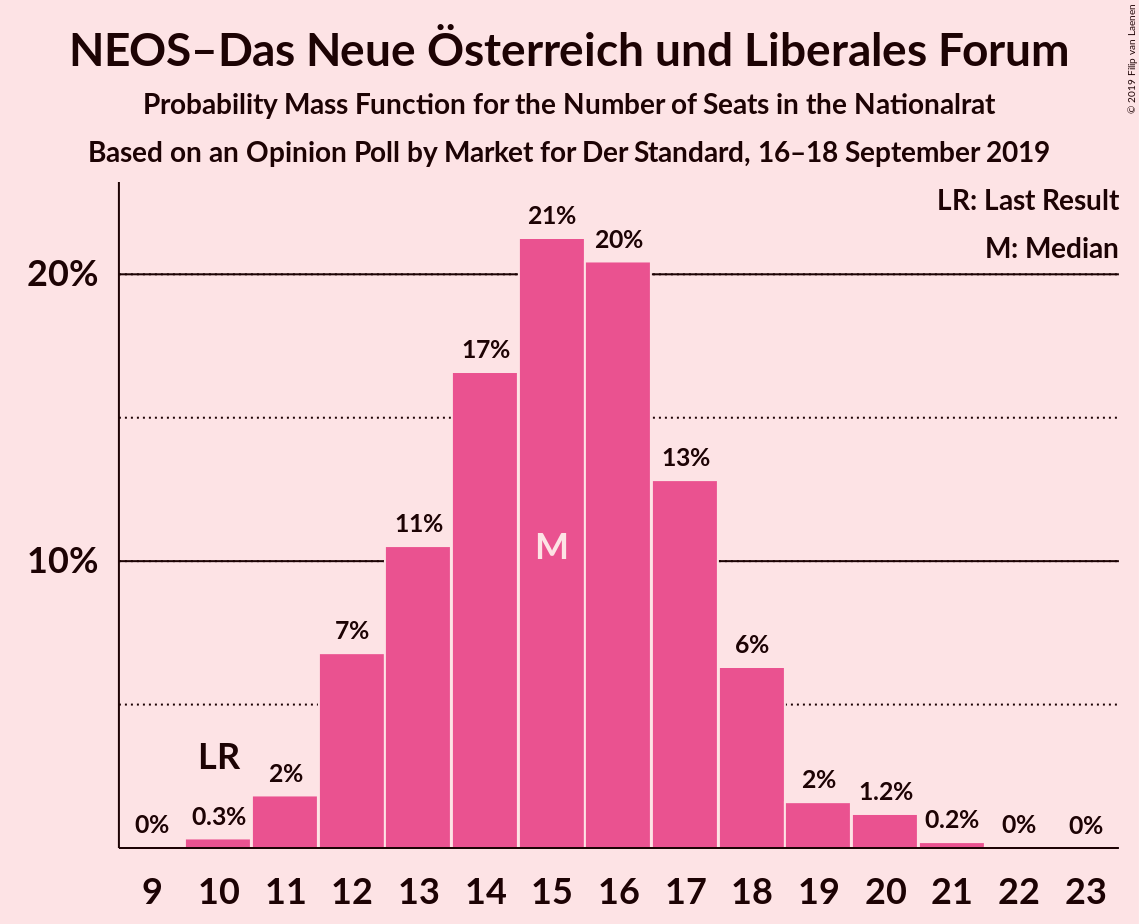 NEOS–Das Neue Österreich und Liberales Forum
Probability Mass Function for the Number of Seats in the Nationalrat
Based on an Opinion Poll by Market for Der Standard, 16–18 September 2019
© 2019 Filip van Laenen
LR: Last Result
M: Median
20%
10%
0%
0.3%
2%
7%
11%
17%
21%
20%
13%
6%
2%
1.2%
0.2%
0%
0%
LR
M
9 10 11 12 13 14 15 16 17 18 19 20 21 22 23